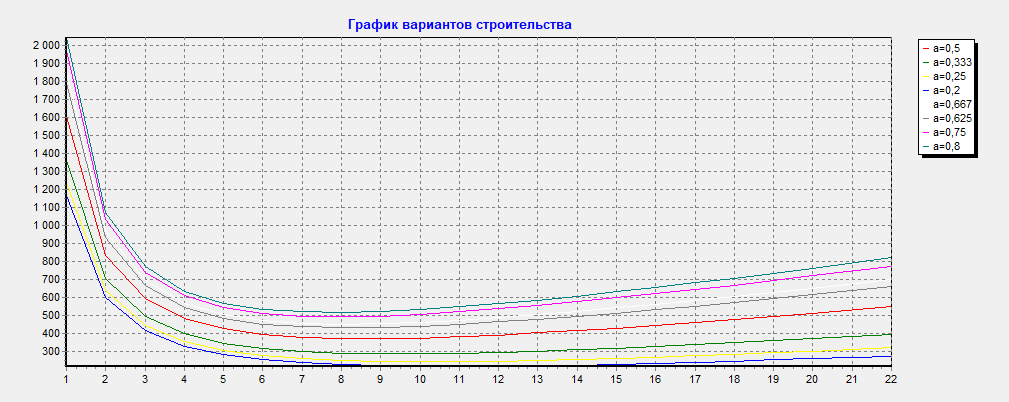 График вариантов строительства
2 000
1 900
1 800
1 700
1 600
1 500
1 400
1 300
1 200
1 100
1 000
900
800
700
600
500
400
300
1 2 3 4 5 6 7 8 9 10 11 12 13 14 15 16 17 18 19 20 21 22
a=0,5
a=0,333
a=0,25
a=0,2
a=0,667
a=0,625
a=0,75
a=0,8